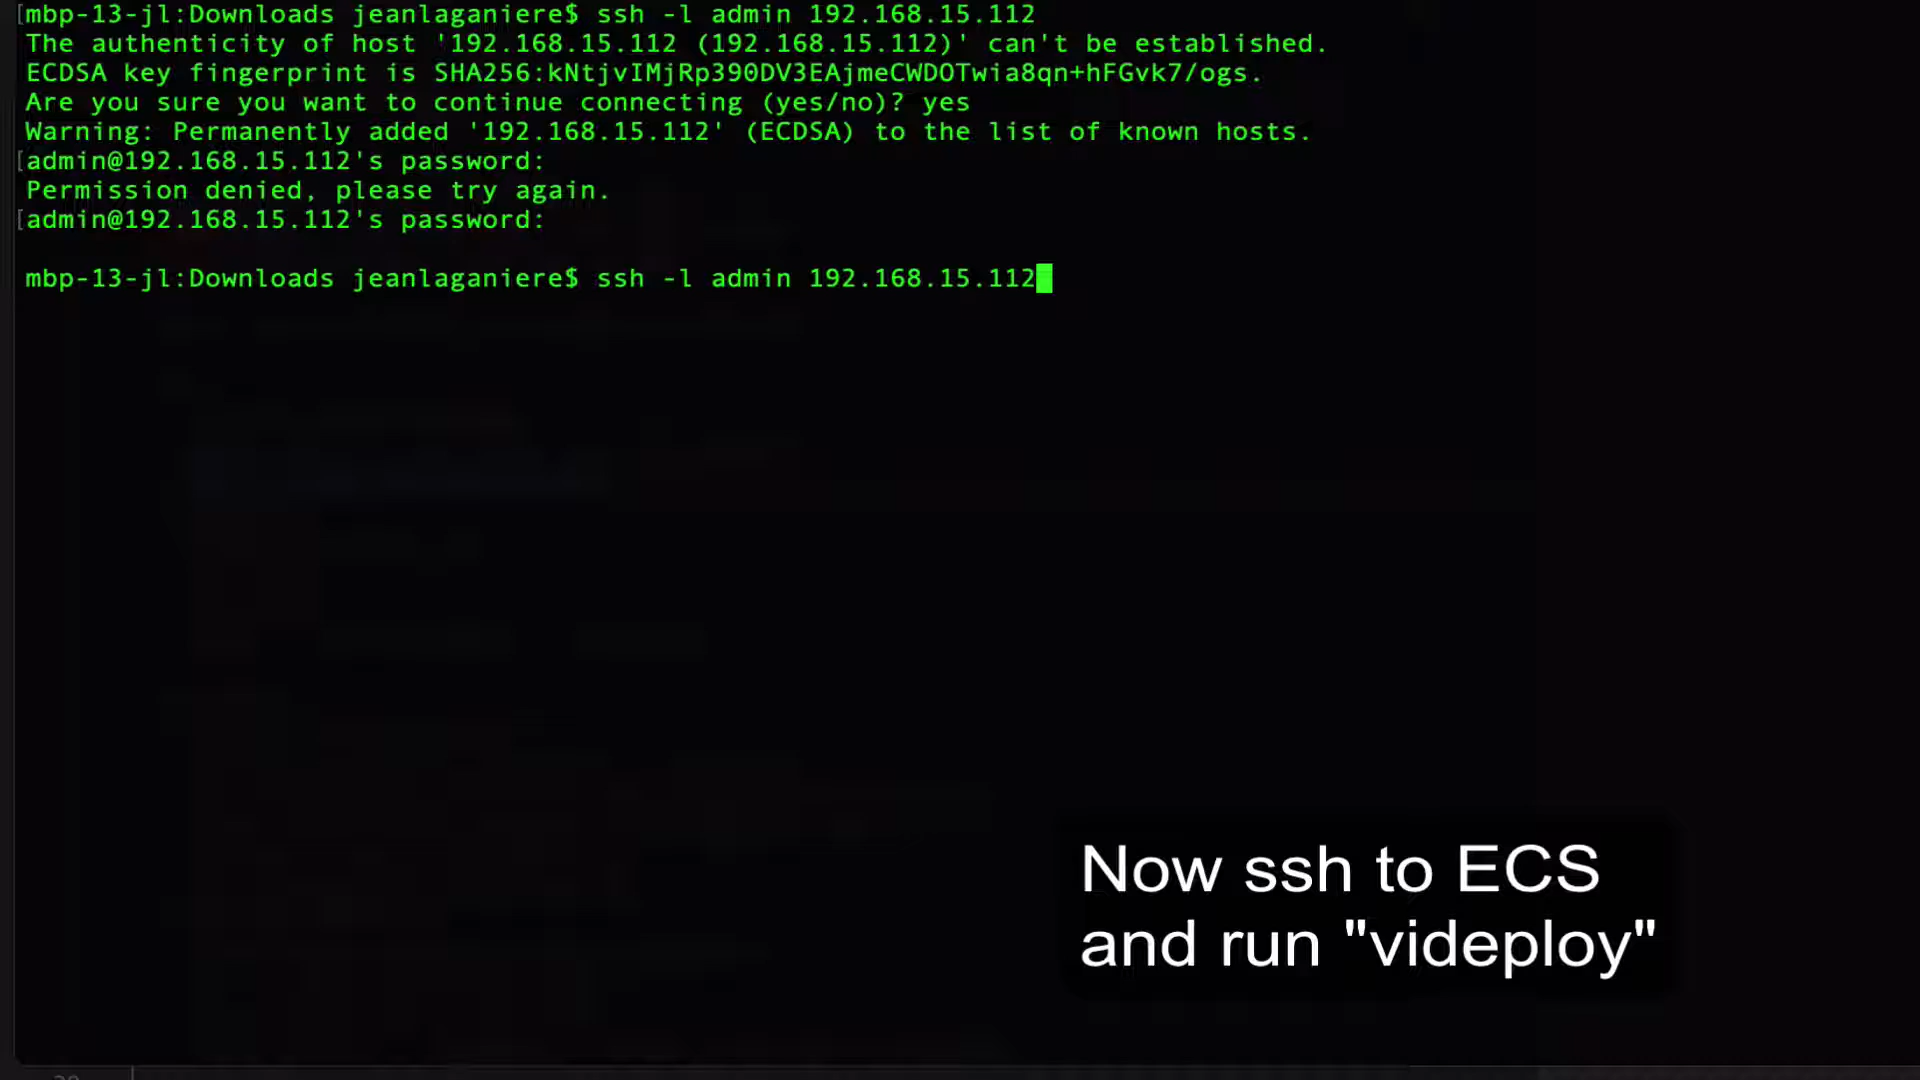 [mbp-13-jl:Downloads jeanlaganiere$ ssh -l admin 192.168.15.112
The authenticity of host '192.168.15.112 (192.168.15.112)' can't be established.
ECDSA key fingerprint is SHA256:kNtjvIMjRp390DV3EAjmeCWDOTwia8qn+hFGvk7/ogs.
Are you sure you want to continue connecting (yes/no)? yes
Warning: Permanently added '192.168.15.112' (ECDSA) to the list of known hosts.
[admin@192.168.15.112's password:
Permission denied, please try again.
[admin@192.168.15.112's password:
mbp-13-jl:Downloads jeanlaganiere$ ssh -l admin 192.168.15.112
Now ssh to ECS
and run "videploy"